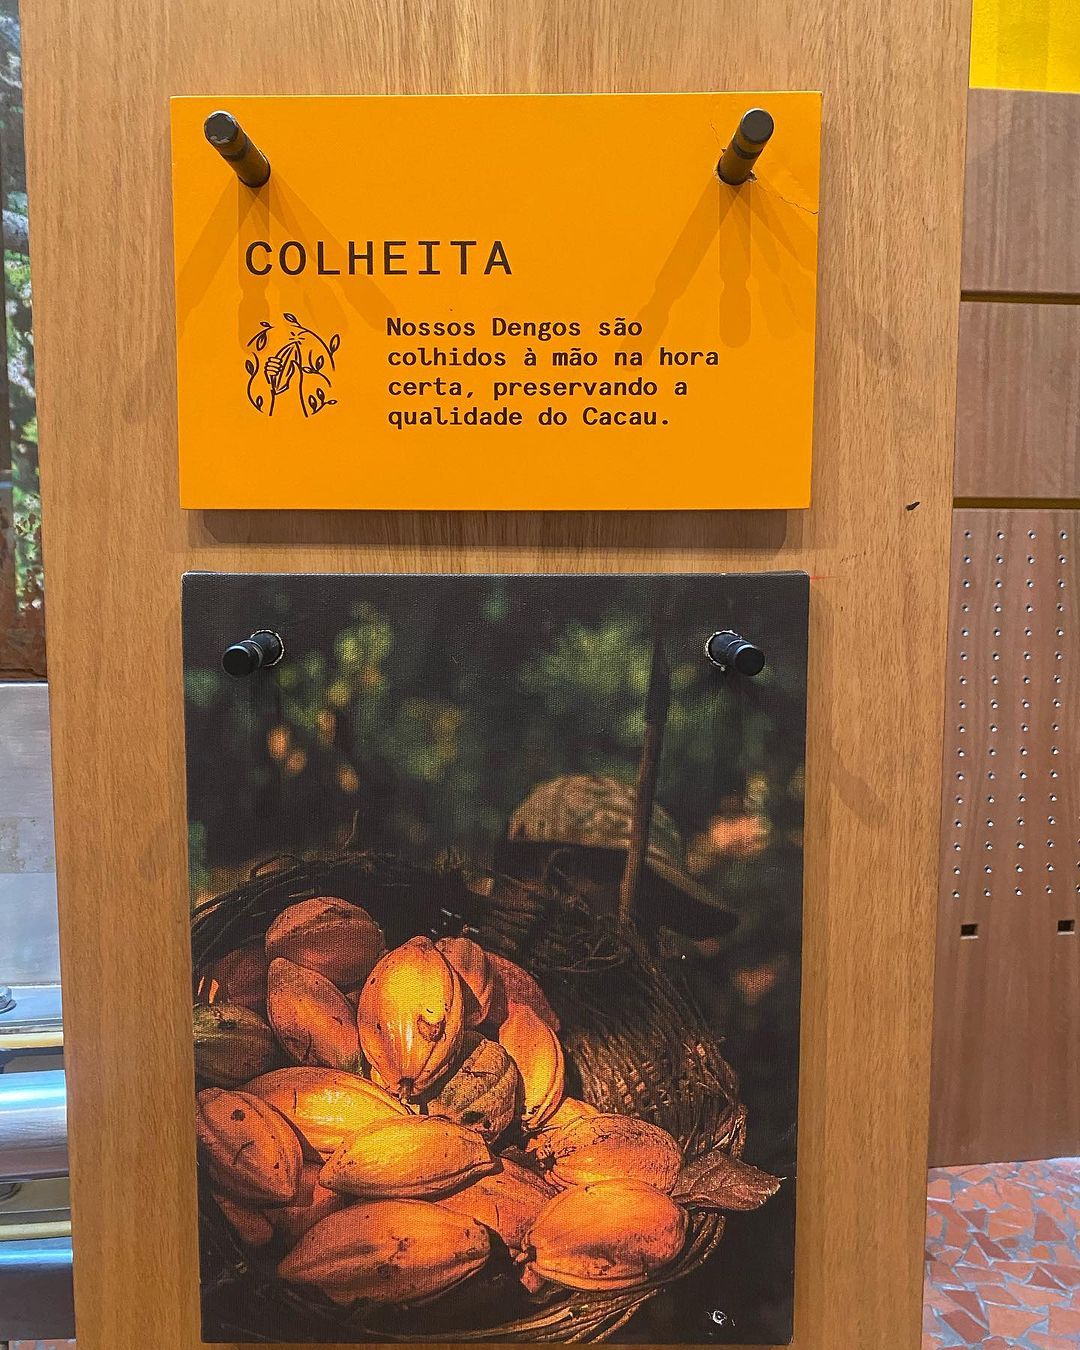 COLHEITA
Nossos Dengos são
colhidos à mão na hora
certa, preservando a
qualidade do Cacau.